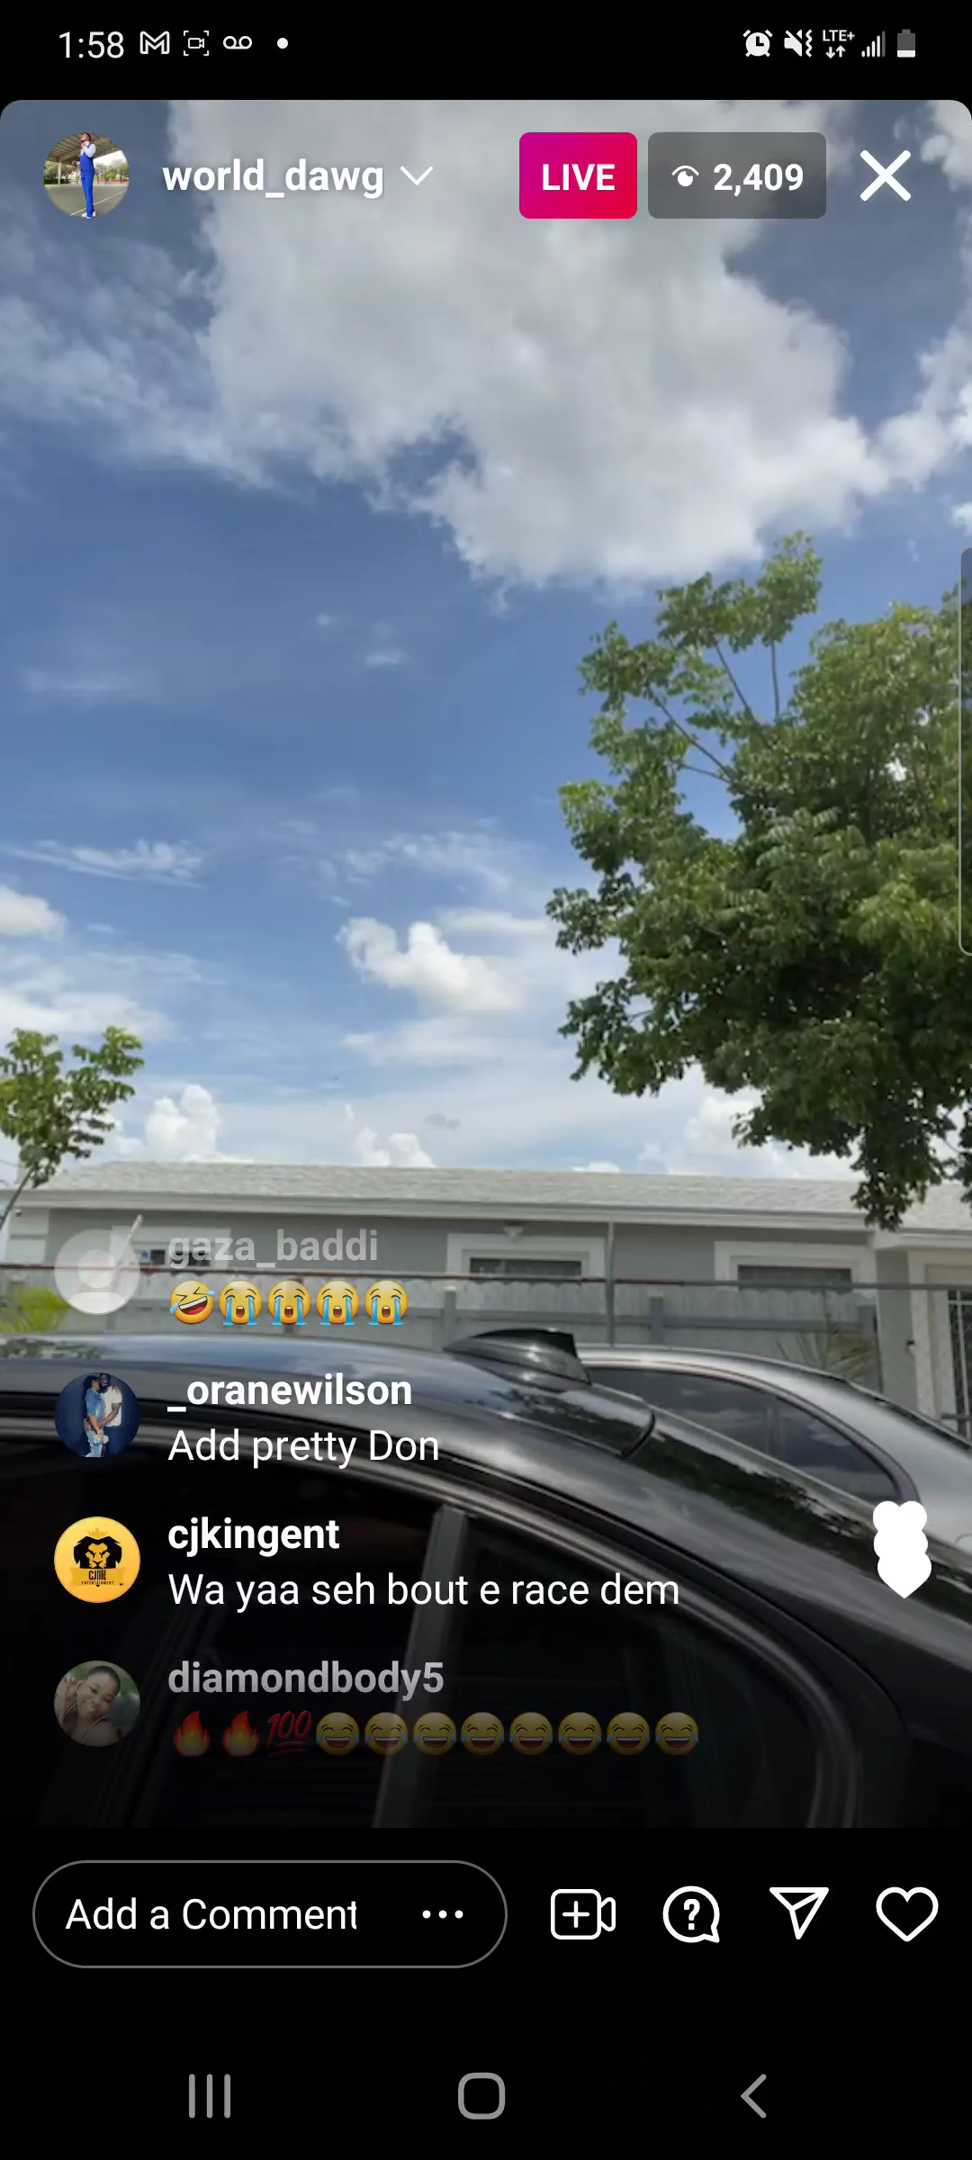 1:58
LTE+
world_dawg
LIVE
2,409
gaza_baddi
🤣😭😭😭😭
_oranewilson
Add pretty Don
cjkingent
Wa yaa seh bout e race dem
diamondbody5
🔥🔥💯😂😂😂😂😂😂😂😂
Add a Comment